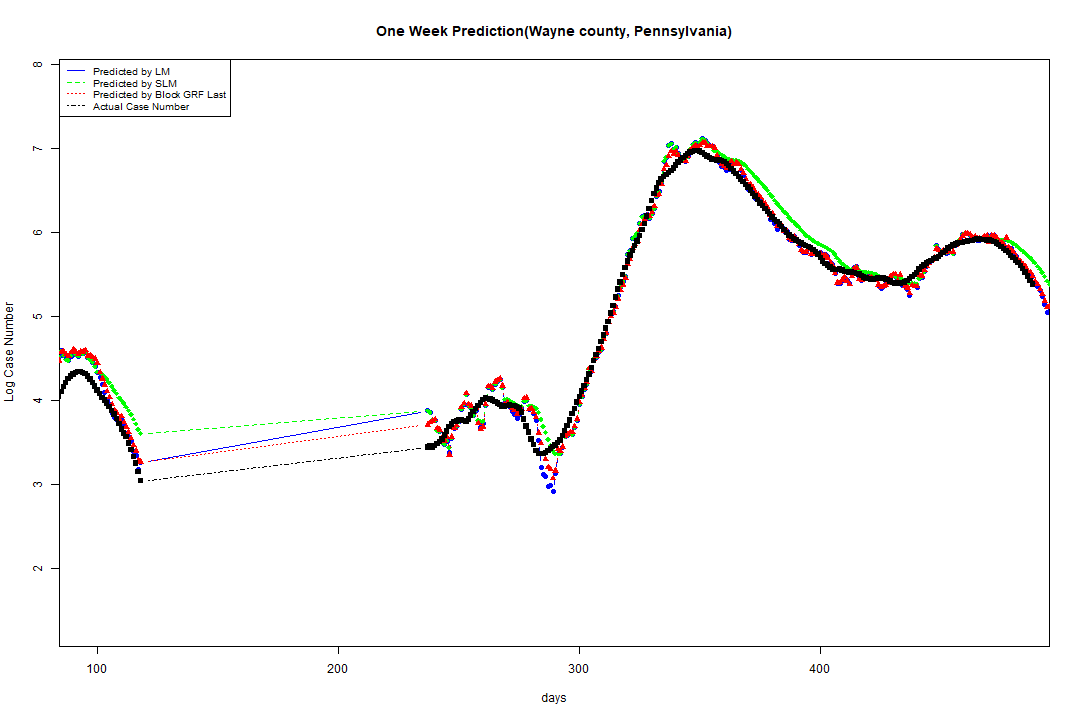 One Week Prediction(Wayne county, Pennsylvania)
Predicted by LM
Predicted by SLM
Predicted by Block GRF Last
Actual Case Number
Log Case Number
8
7
6
5
4
3
2
100 200 300 400
days